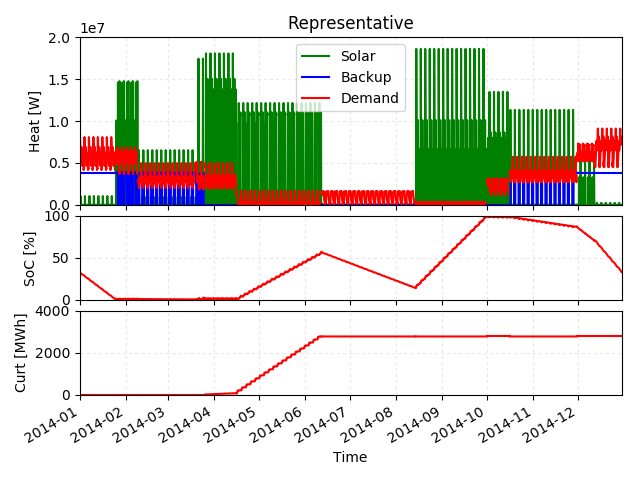 Representative
1e7
2.0
1.5
1.0
0.5
0.0
Heat [W]
Solar
Backup
Demand
100
50
0
SoC [%]
4000
2000
0
Curt [MWh]
2014-01
2014-02
2014-03
2014-04
2014-05
2014-06
2014-07
2014-08
2014-09
2014-10
2014-11
2014-12
Time